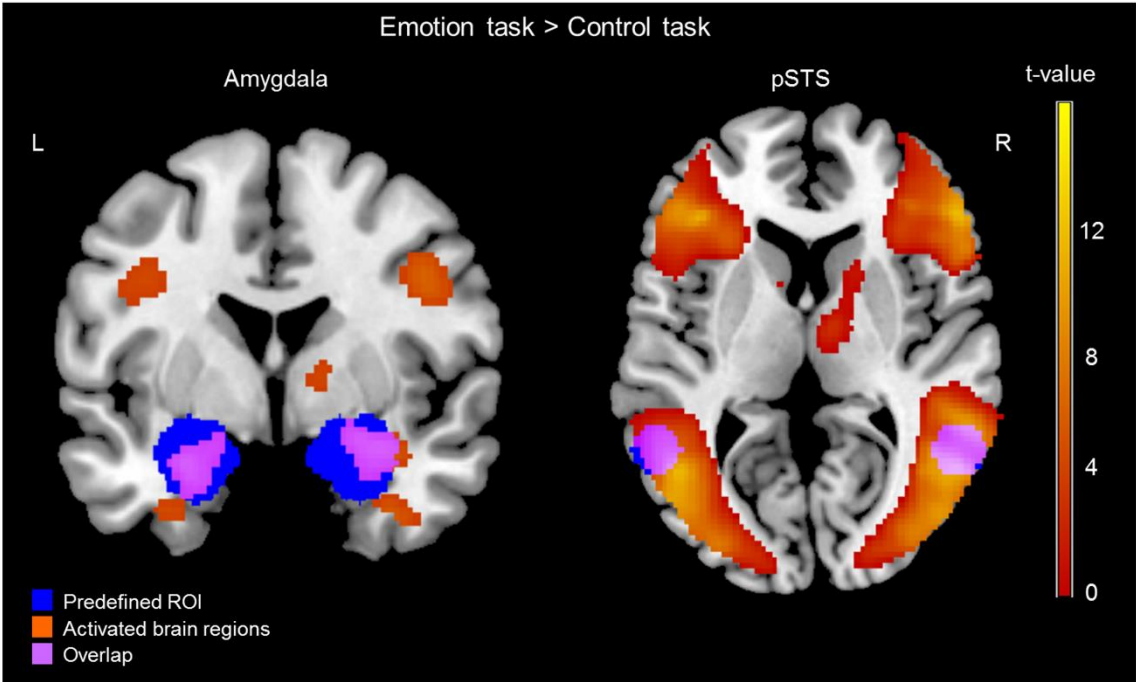 Emotion task > Control task
Amygdala
pSTS
t-value
L
R
12
8
4
0
Predefined ROI
Activated brain regions
Overlap